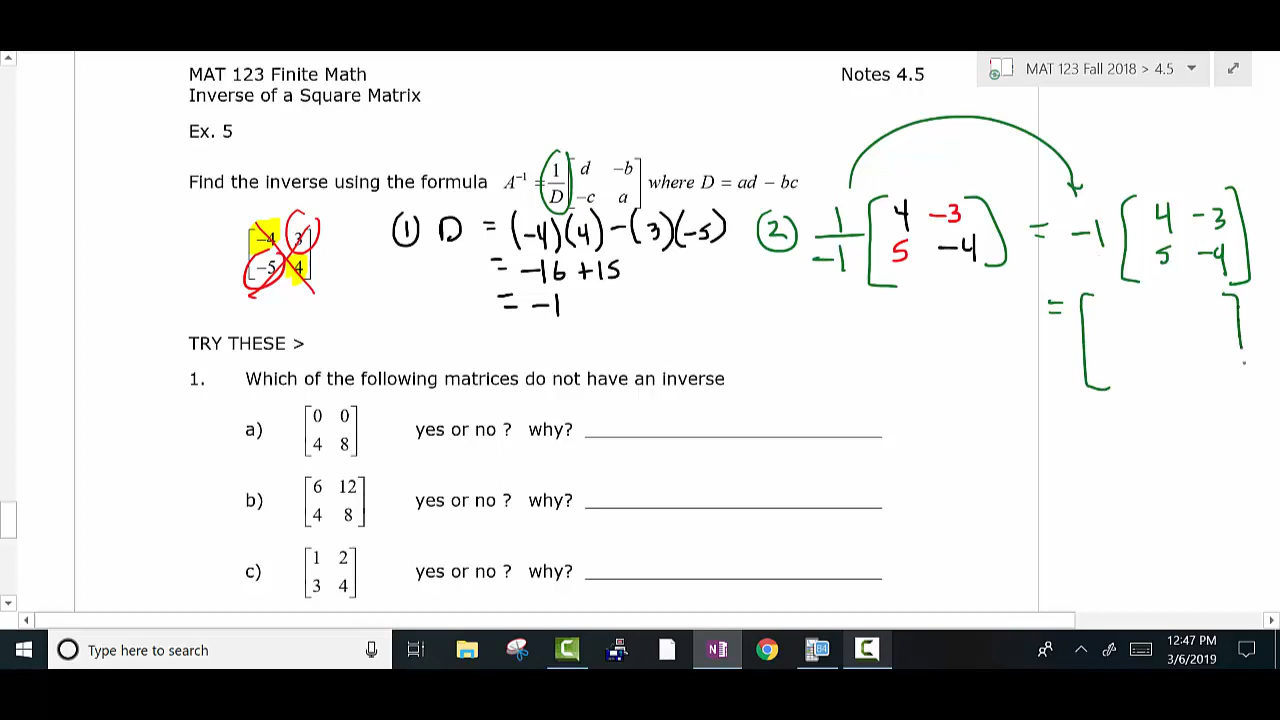 MAT 123 Finite Math Notes 4.5
MAT 123 Fall 2018 > 4.5
Inverse of a Square Matrix
Ex. 5
Find the inverse using the formula A⁻¹ = 1/D [d −b; −c a] where D = ad − bc
[−4 3; −5 4]
① D = (-4)(4) - (3)(-5)
= -16 + 15
= -1
② 1/-1 [4 -3; 5 -4] = -1 [4 -3; 5 -4]
= [ ]
TRY THESE >
1. Which of the following matrices do not have an inverse
a) [0 0; 4 8] yes or no ? why? ____________________
b) [6 12; 4 8] yes or no ? why? ____________________
c) [1 2; 3 4] yes or no ? why? ____________________
Type here to search
12:47 PM
3/6/2019